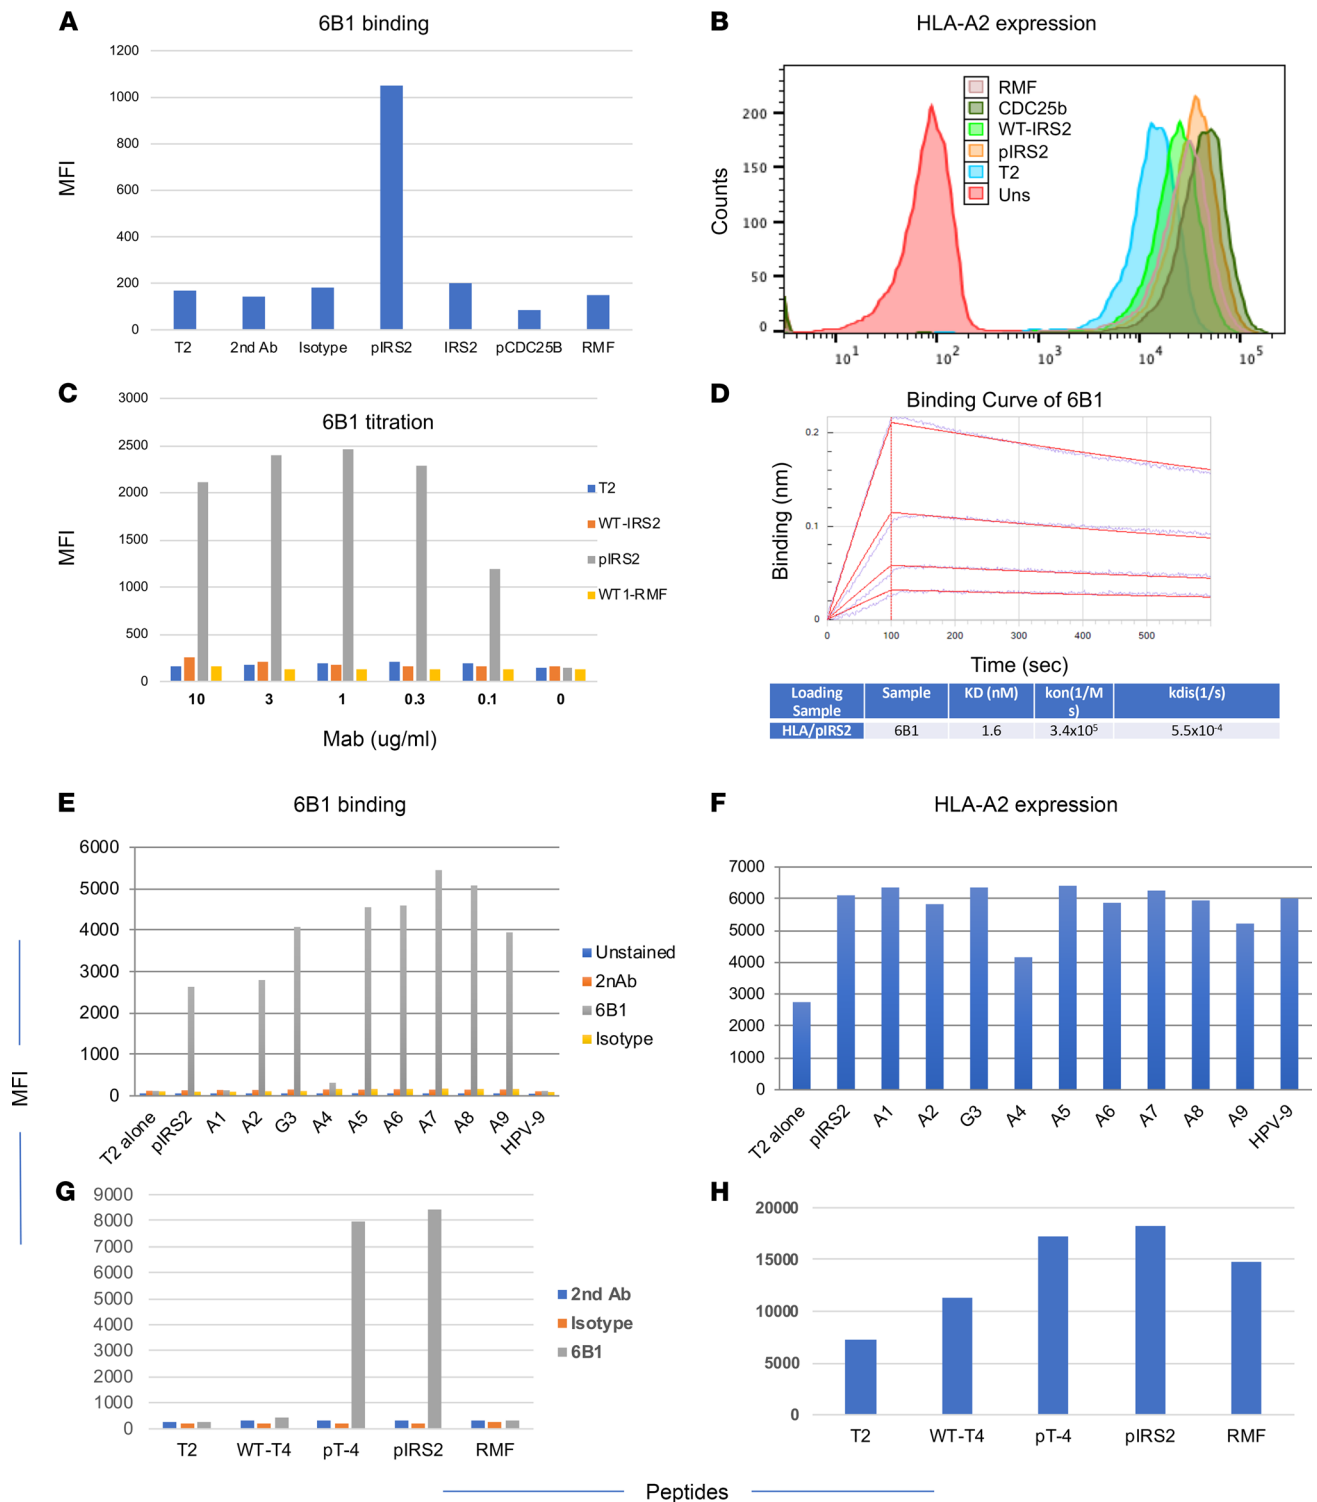 A
6B1 binding
1200
1000
800
600
400
200
0
MFI
T2 2nd Ab Isotype pIRS2 IRS2 pCDC25B RMF
B
HLA-A2 expression
RMF
CDC25b
WT-IRS2
pIRS2
T2
Uns
200
150
100
50
0
Counts
10¹ 10² 10³ 10⁴ 10⁵
C
6B1 titration
3000
2500
2000
1500
1000
500
0
MFI
T2
WT-IRS2
pIRS2
WT1-RMF
10 3 1 0.3 0.1 0
Mab (ug/ml)
D
Binding Curve of 6B1
0.2
0.1
0
Binding (nm)
0 100 200 300 400 500
Time (sec)
Loading Sample Sample KD (nM) kon(1/M s) kdis(1/s)
HLA/pIRS2 6B1 1.6 3.4x10⁵ 5.5x10⁻⁴
E
6B1 binding
6000
5000
4000
3000
2000
1000
0
Unstained
2nAb
6B1
Isotype
T2 alone pIRS2 A1 A2 G3 A4 A5 A6 A7 A8 A9 HPV-9
MFI
F
HLA-A2 expression
7000
6000
5000
4000
3000
2000
1000
0
T2 alone pIRS2 A1 A2 G3 A4 A5 A6 A7 A8 A9 HPV-9
G
9000
8000
7000
6000
5000
4000
3000
2000
1000
0
2nd Ab
Isotype
6B1
T2 WT-T4 pT-4 pIRS2 RMF
H
20000
15000
10000
5000
0
T2 WT-T4 pT-4 pIRS2 RMF
Peptides